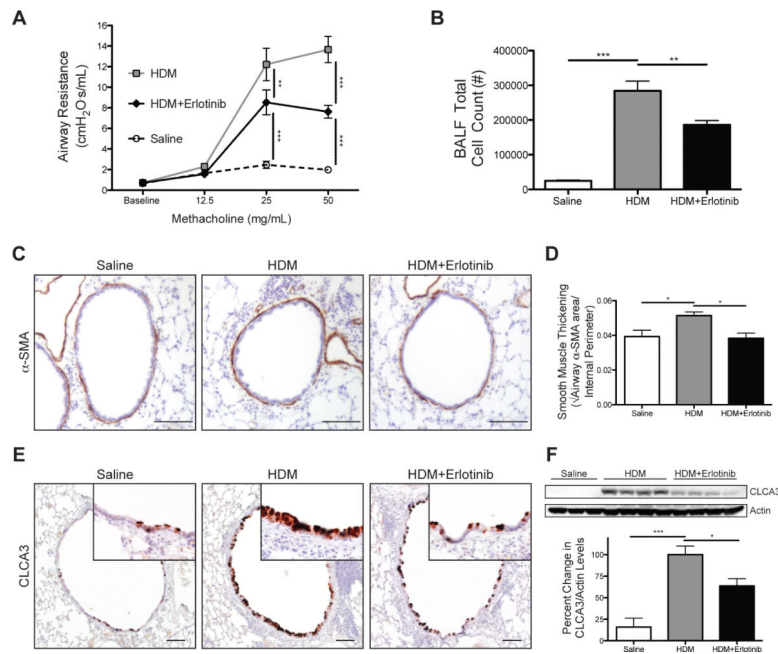 A
Airway Resistance
(cmH2O·s/mL)
16
14
12
10
8
6
4
2
0
HDM
HDM+Erlotinib
Saline
**
***
***
***
Baseline
12.5
25
50
Methacholine (mg/mL)
B
BALF Total
Cell Count (#)
400000
300000
200000
100000
0
***
**
Saline
HDM
HDM+Erlotinib
C
Saline
HDM
HDM+Erlotinib
α-SMA
D
Smooth Muscle Thickening
(√Airway α-SMA area/
Internal Perimeter)
0.06
0.04
0.02
0.00
*
*
Saline
HDM
HDM+Erlotinib
E
Saline
HDM
HDM+Erlotinib
CLCA3
F
Saline
HDM
HDM+Erlotinib
CLCA3
Actin
Percent Change in
CLCA3/Actin Levels
100
75
50
25
0
***
*
Saline
HDM
HDM+Erlotinib